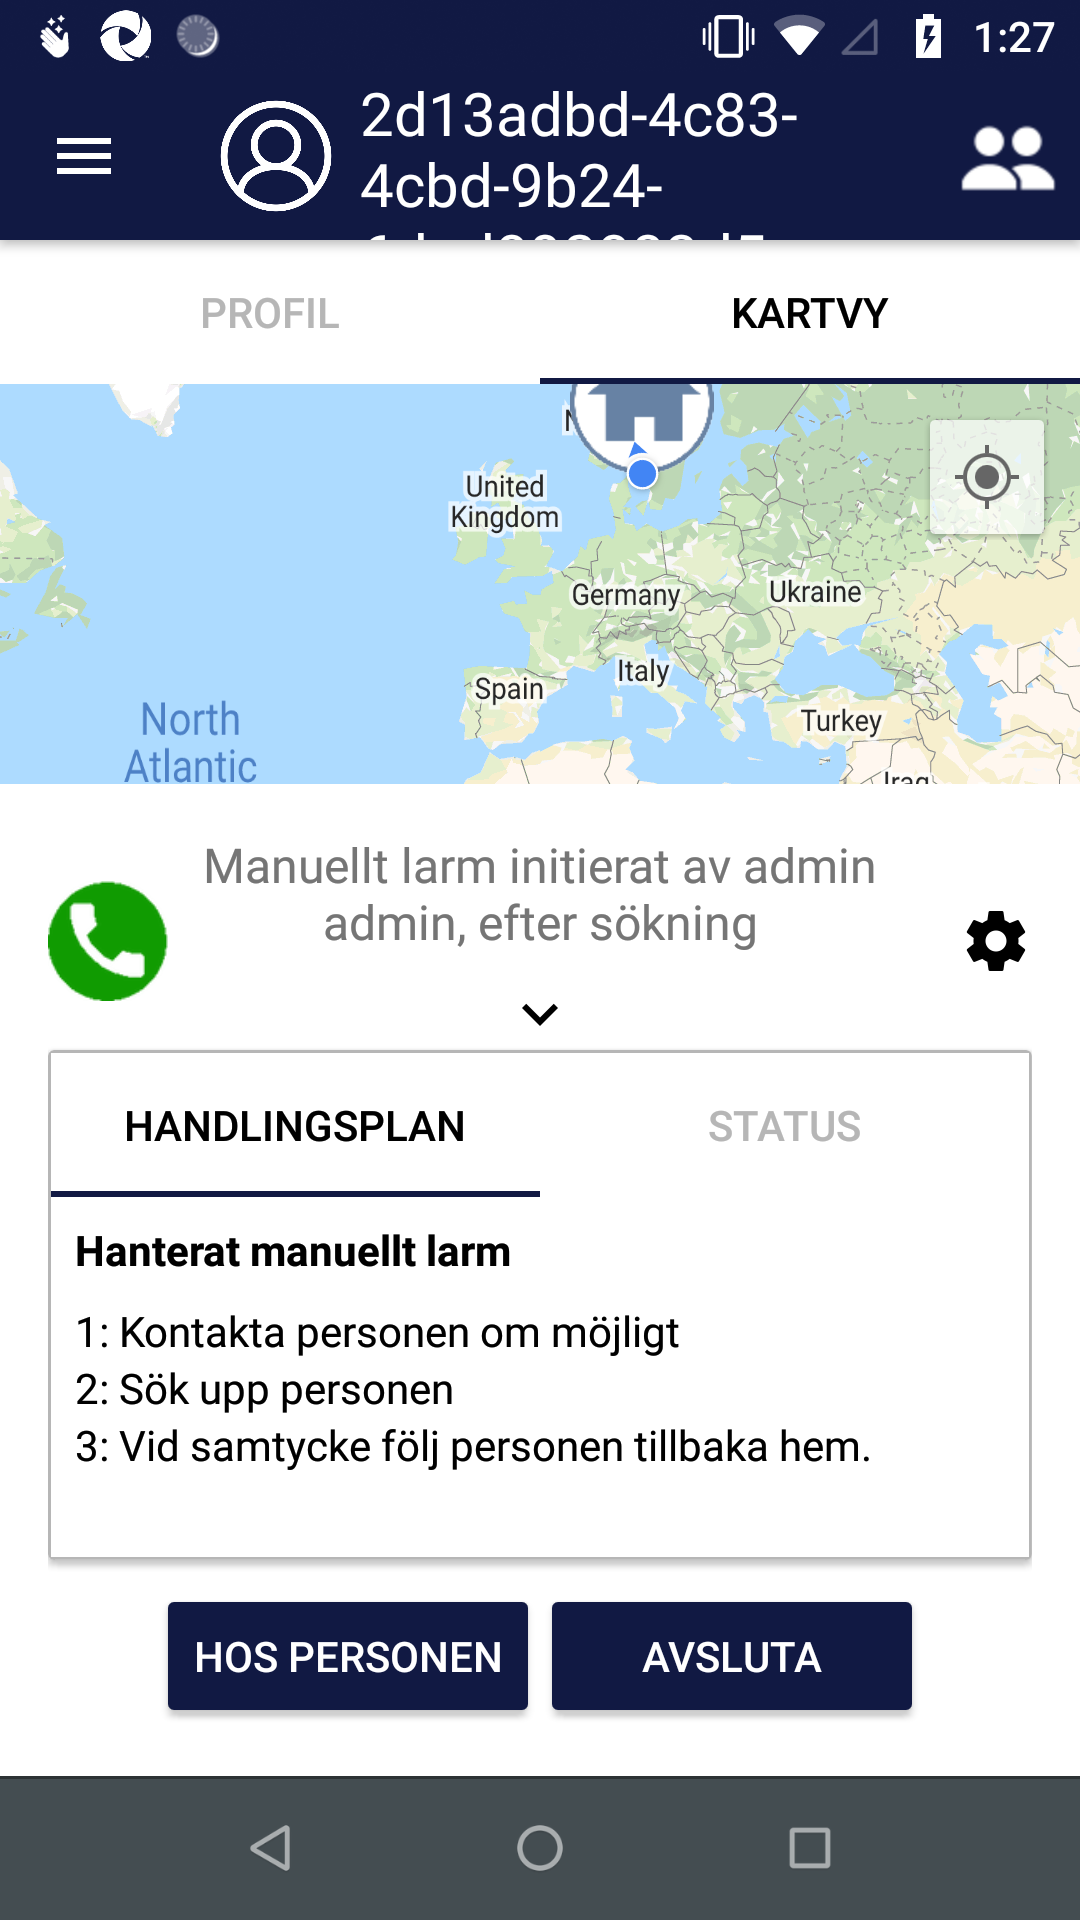 1:27
2d13adbd-4c83-
4cbd-9b24-
PROFIL
KARTVY
United
Kingdom
Germany
Ukraine
Italy
Spain
Turkey
North
Atlantic
Iraq
Manuellt larm initierat av admin
admin, efter sökning
HANDLINGSPLAN
STATUS
Hanterat manuellt larm
1: Kontakta personen om möjligt
2: Sök upp personen
3: Vid samtycke följ personen tillbaka hem.
HOS PERSONEN
AVSLUTA